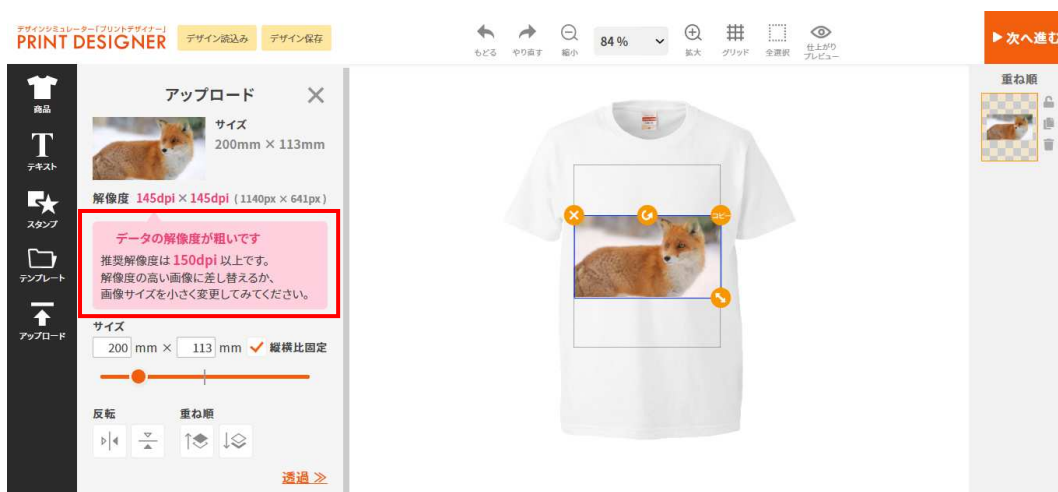 デザインシミュレーター「プリントデザイナー」
PRINT DESIGNER
デザイン読込み
デザイン保存
もどる
やり直す
縮小
84 %
拡大
グリッド
全選択
仕上がり
プレビュー
▶次へ進む
商品
テキスト
スタンプ
テンプレート
アップロード
アップロード
サイズ
200mm × 113mm
解像度 145dpi × 145dpi ( 1140px × 641px )
データの解像度が粗いです
推奨解像度は 150dpi 以上です。
解像度の高い画像に差し替えるか、
画像サイズを小さく変更してみてください。
サイズ
200 mm × 113 mm 縦横比固定
反転
重ね順
透過 ≫
コピー
重ね順